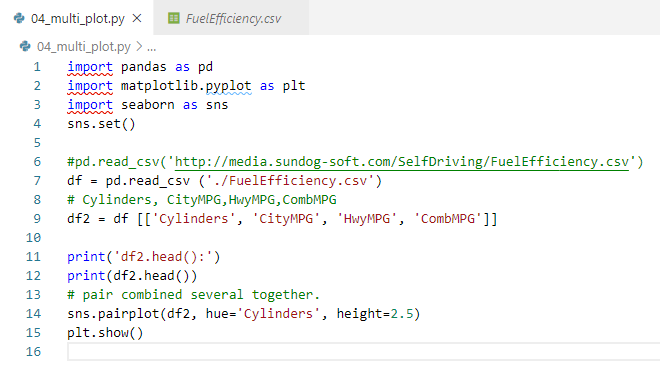 04_multi_plot.py × FuelEfficiency.csv
04_multi_plot.py > ...
1 import pandas as pd
2 import matplotlib.pyplot as plt
3 import seaborn as sns
4 sns.set()
5
6 #pd.read_csv('http://media.sundog-soft.com/SelfDriving/FuelEfficiency.csv')
7 df = pd.read_csv ('./FuelEfficiency.csv')
8 # Cylinders, CityMPG,HwyMPG,CombMPG
9 df2 = df [['Cylinders', 'CityMPG', 'HwyMPG', 'CombMPG']]
10
11 print('df2.head():')
12 print(df2.head())
13 # pair combined several together.
14 sns.pairplot(df2, hue='Cylinders', height=2.5)
15 plt.show()
16